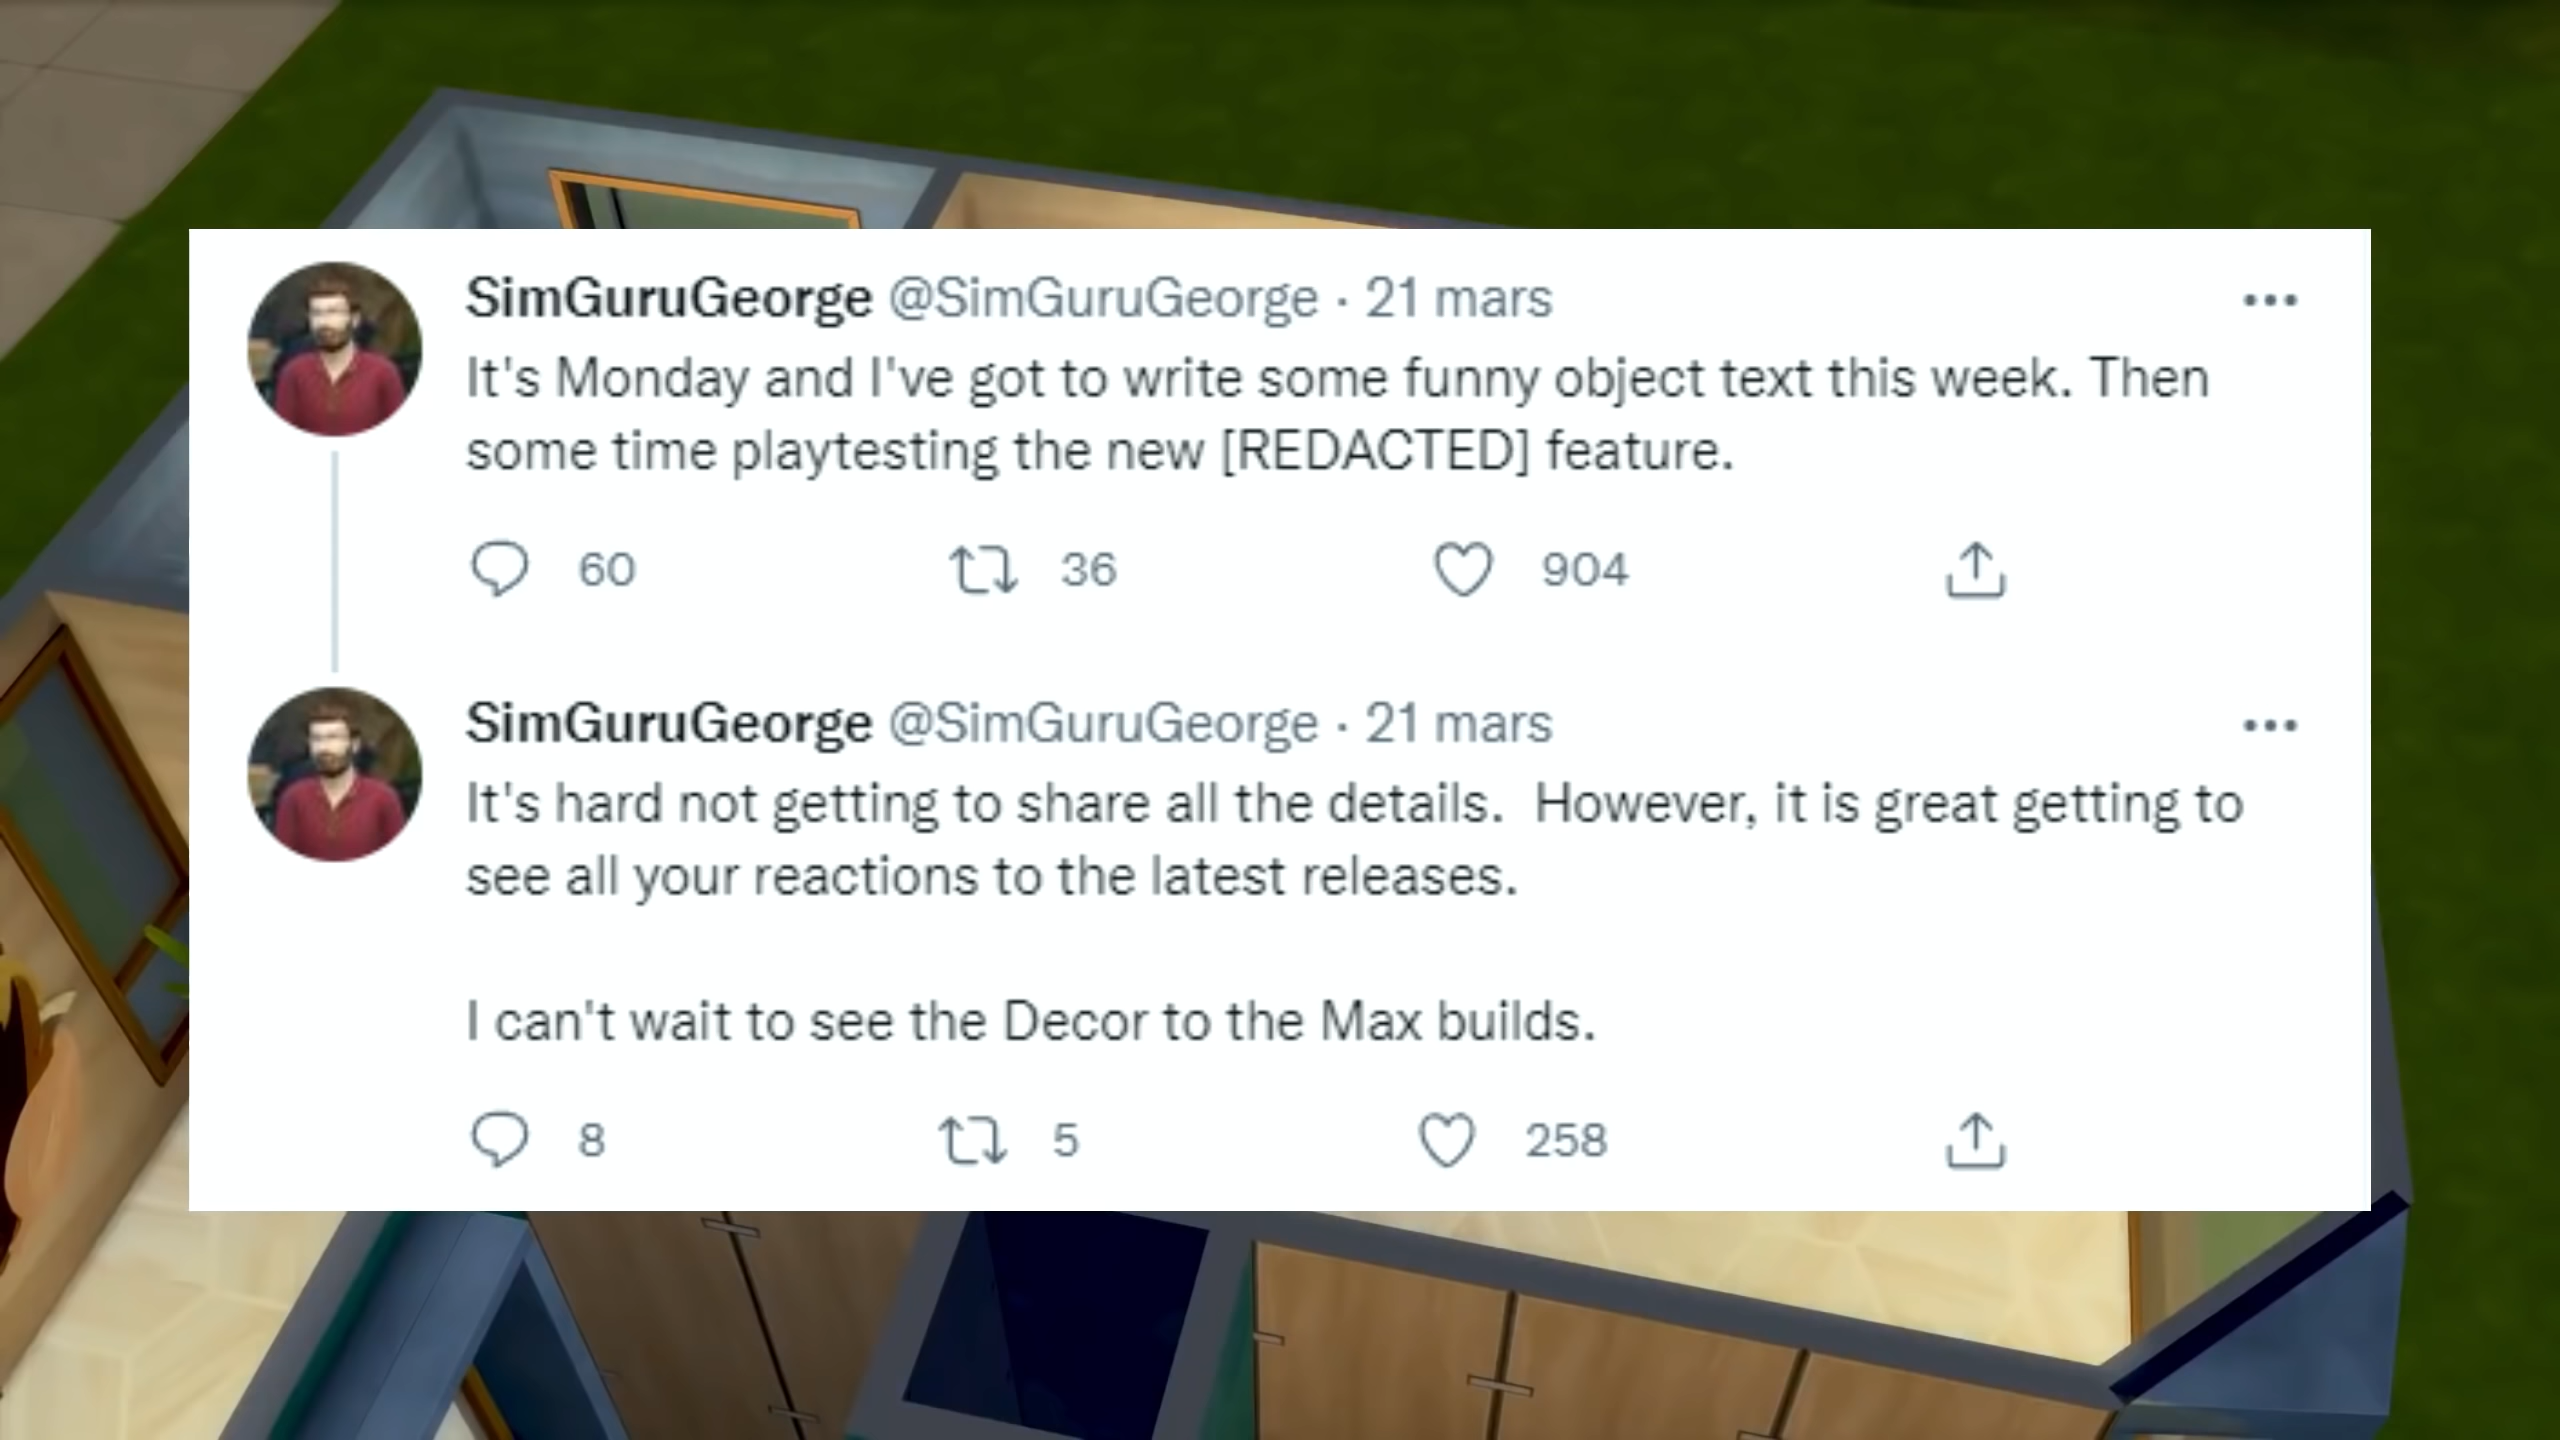 SimGuruGeorge @SimGuruGeorge · 21 mars
It's Monday and I've got to write some funny object text this week. Then
some time playtesting the new [REDACTED] feature.
60 36 904
SimGuruGeorge @SimGuruGeorge · 21 mars
It's hard not getting to share all the details.  However, it is great getting to
see all your reactions to the latest releases.
I can't wait to see the Decor to the Max builds.
8 5 258